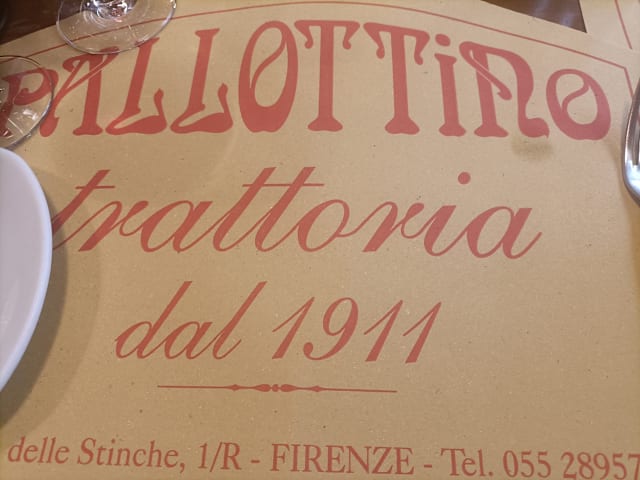 PALLOTTINO
trattoria
dal 1911
delle Stinche, 1/R - FIRENZE - Tel. 055 28957